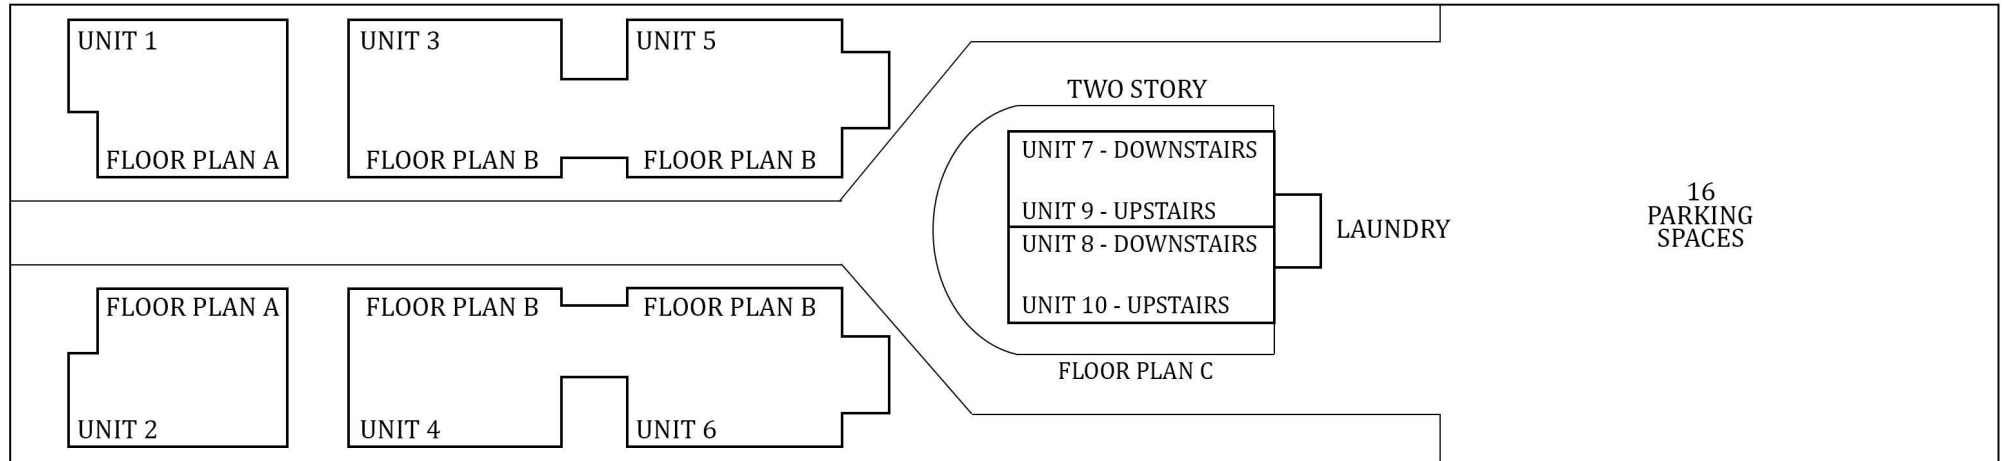 UNIT 1
FLOOR PLAN A
UNIT 3
FLOOR PLAN B
UNIT 5
FLOOR PLAN B
FLOOR PLAN A
UNIT 2
FLOOR PLAN B
UNIT 4
FLOOR PLAN B
UNIT 6
TWO STORY
UNIT 7 - DOWNSTAIRS
UNIT 9 - UPSTAIRS
UNIT 8 - DOWNSTAIRS
UNIT 10 - UPSTAIRS
FLOOR PLAN C
LAUNDRY
16
PARKING
SPACES